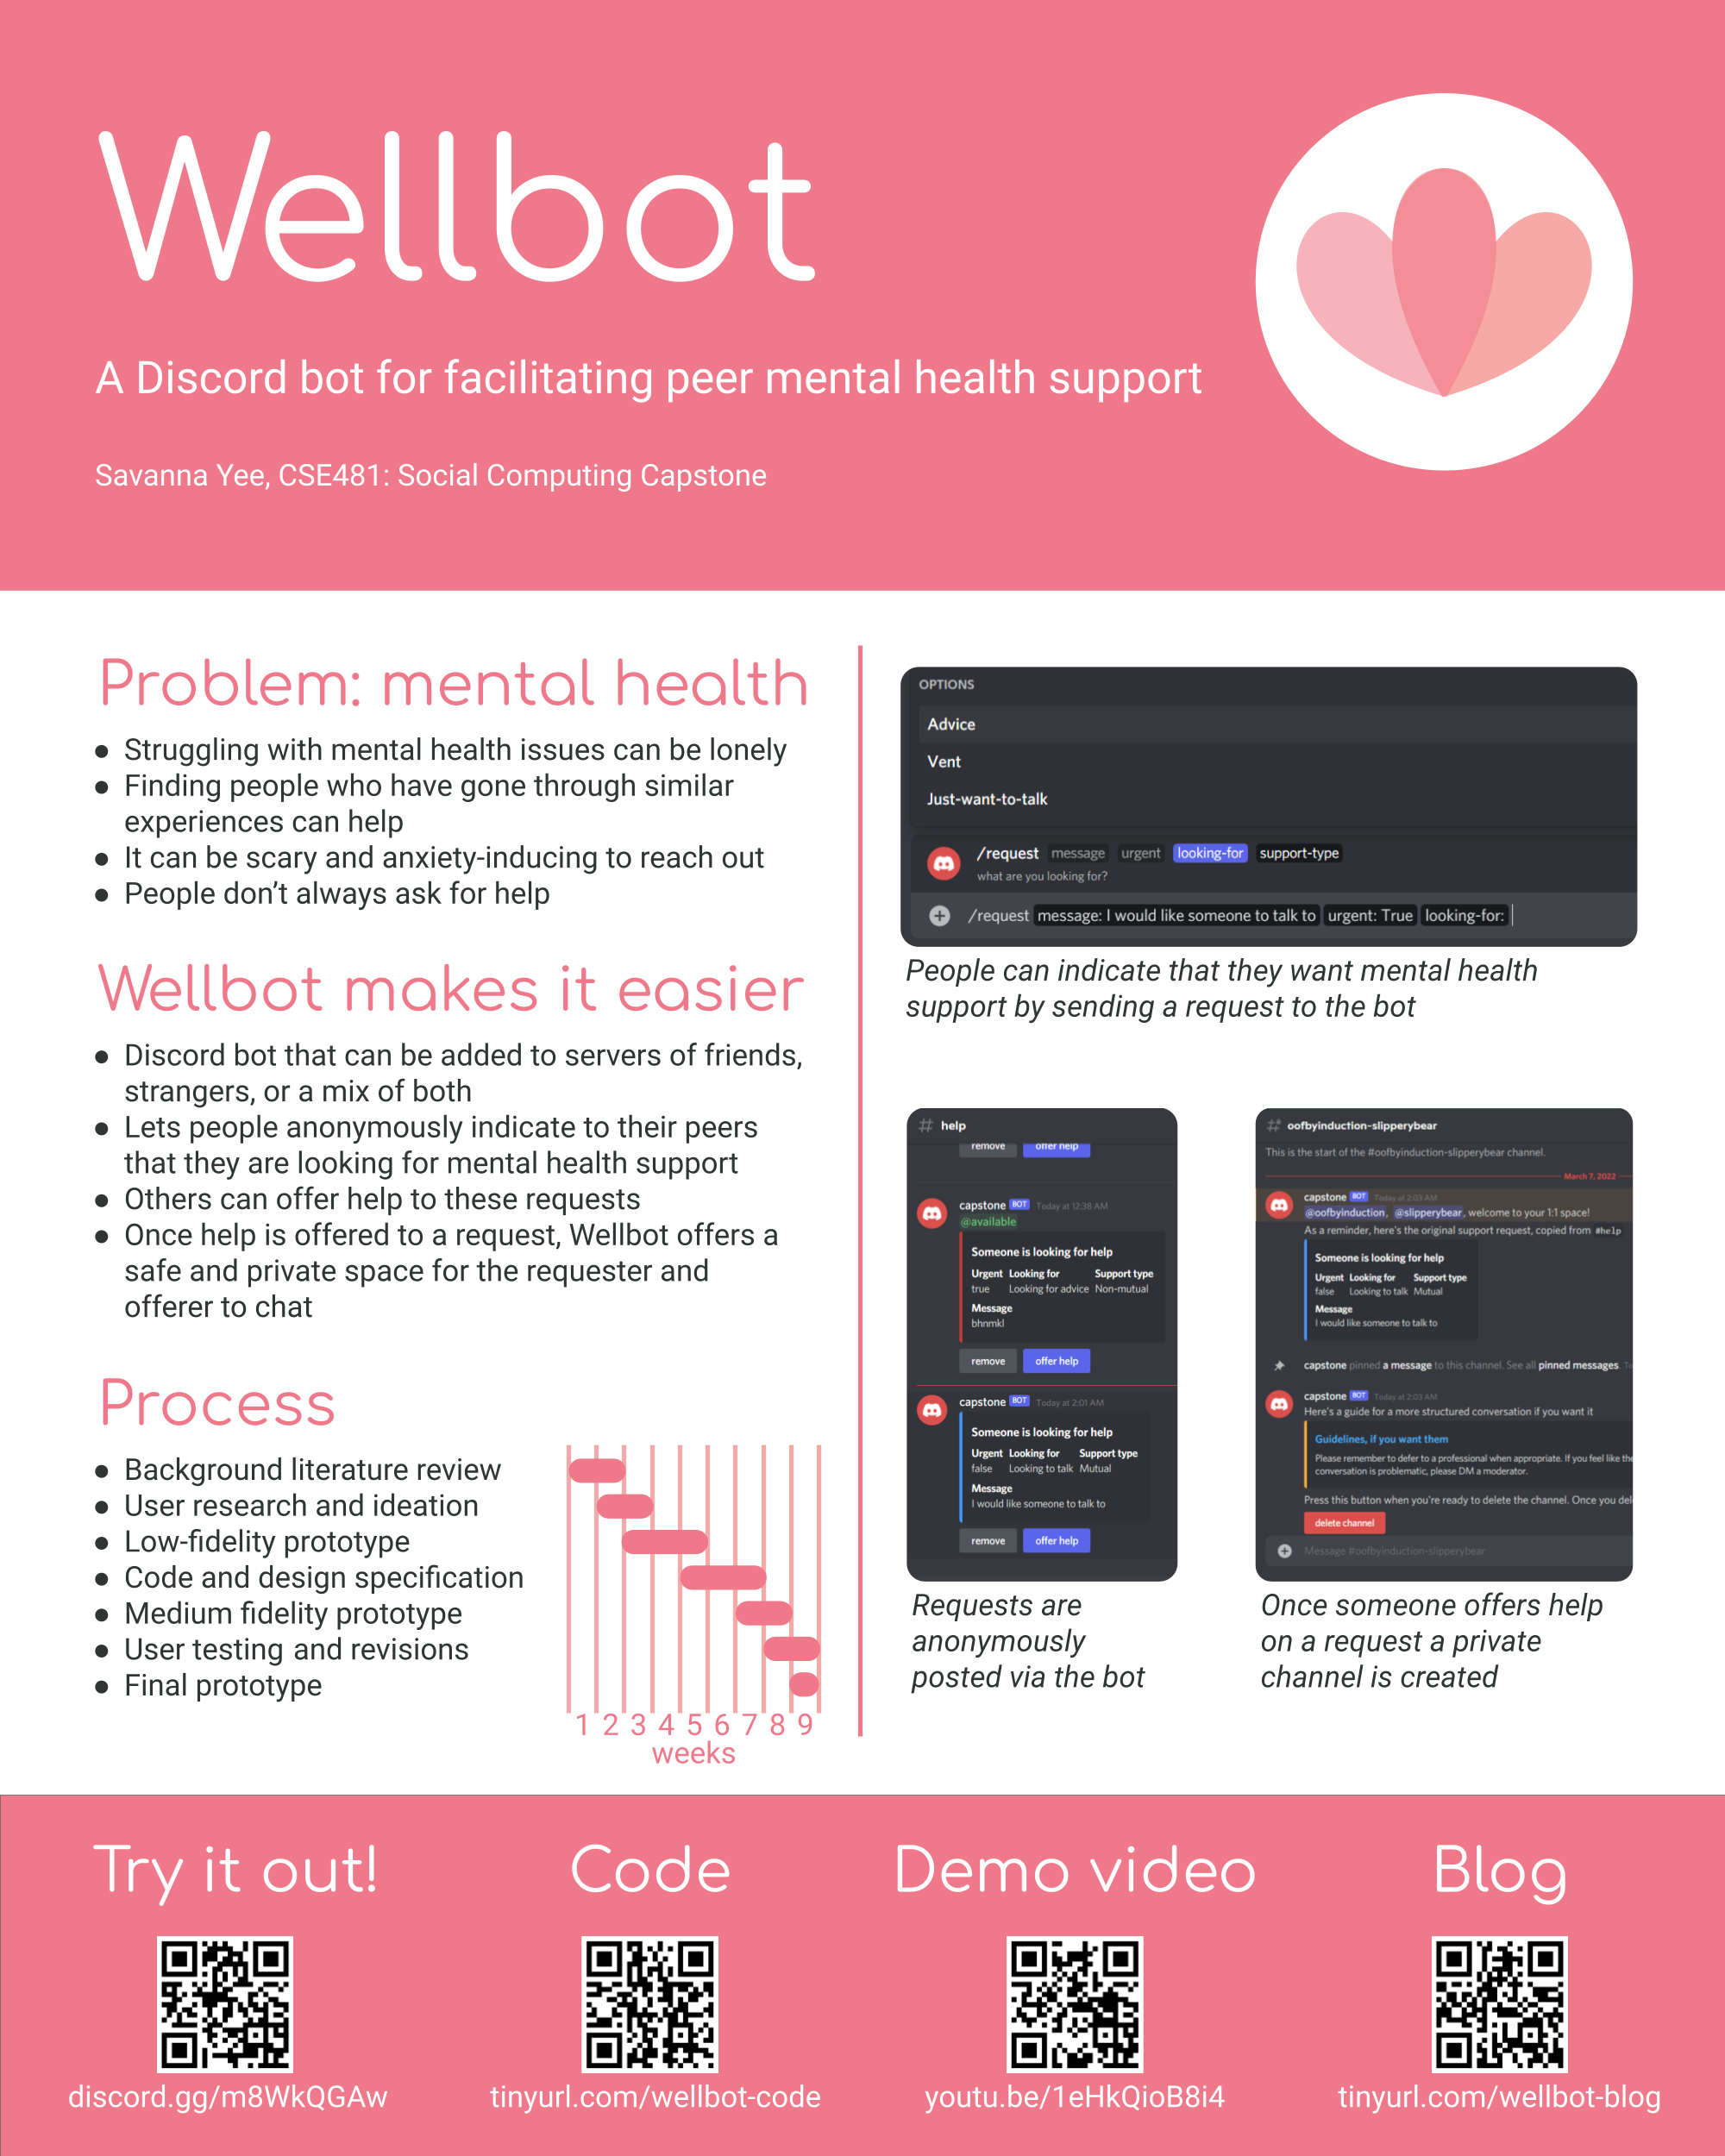 Wellbot
A Discord bot for facilitating peer mental health support
Savanna Yee, CSE481: Social Computing Capstone
Problem: mental health
● Struggling with mental health issues can be lonely
● Finding people who have gone through similar
experiences can help
● It can be scary and anxiety-inducing to reach out
● People don’t always ask for help
Wellbot makes it easier
● Discord bot that can be added to servers of friends,
strangers, or a mix of both
● Lets people anonymously indicate to their peers
that they are looking for mental health support
● Others can offer help to these requests
● Once help is offered to a request, Wellbot offers a
safe and private space for the requester and
offerer to chat
Process
● Background literature review
● User research and ideation
● Low-fidelity prototype
● Code and design specification
● Medium fidelity prototype
● User testing and revisions
● Final prototype
1 2 3 4 5 6 7 8 9
weeks
OPTIONS
Advice
Vent
Just-want-to-talk
/request message urgent looking-for support-type
what are you looking for?
/request message: I would like someone to talk to urgent: True looking-for:
People can indicate that they want mental health
support by sending a request to the bot
# help
remove offer help
capstone BOT Today at 12:38 AM
@available
Someone is looking for help
Urgent Looking for Support type
true Looking for advice Non-mutual
Message
bhnmkl
remove offer help
capstone BOT Today at 2:01 AM
Someone is looking for help
Urgent Looking for Support type
false Looking to talk Mutual
Message
I would like someone to talk to
remove offer help
Requests are
anonymously
posted via the bot
oofbyinduction-slipperybear
This is the start of the #oofbyinduction-slipperybear channel.
March 7, 2022
capstone BOT Today at 2:03 AM
@oofbyinduction, @slipperybear, welcome to your 1:1 space!
As a reminder, here's the original support request, copied from #help
Someone is looking for help
Urgent Looking for Support type
false Looking to talk Mutual
Message
I would like someone to talk to
capstone pinned a message to this channel. See all pinned messages.
capstone BOT Today at 2:03 AM
Here's a guide for a more structured conversation if you want it
Guidelines, if you want them
Please remember to defer to a professional when appropriate. If you feel like the
conversation is problematic, please DM a moderator.
Press this button when you're ready to delete the channel. Once you del
delete channel
Message #oofbyinduction-slipperybear
Once someone offers help
on a request a private
channel is created
Try it out!
discord.gg/m8WkQGAw
Code
tinyurl.com/wellbot-code
Demo video
youtu.be/1eHkQioB8i4
Blog
tinyurl.com/wellbot-blog